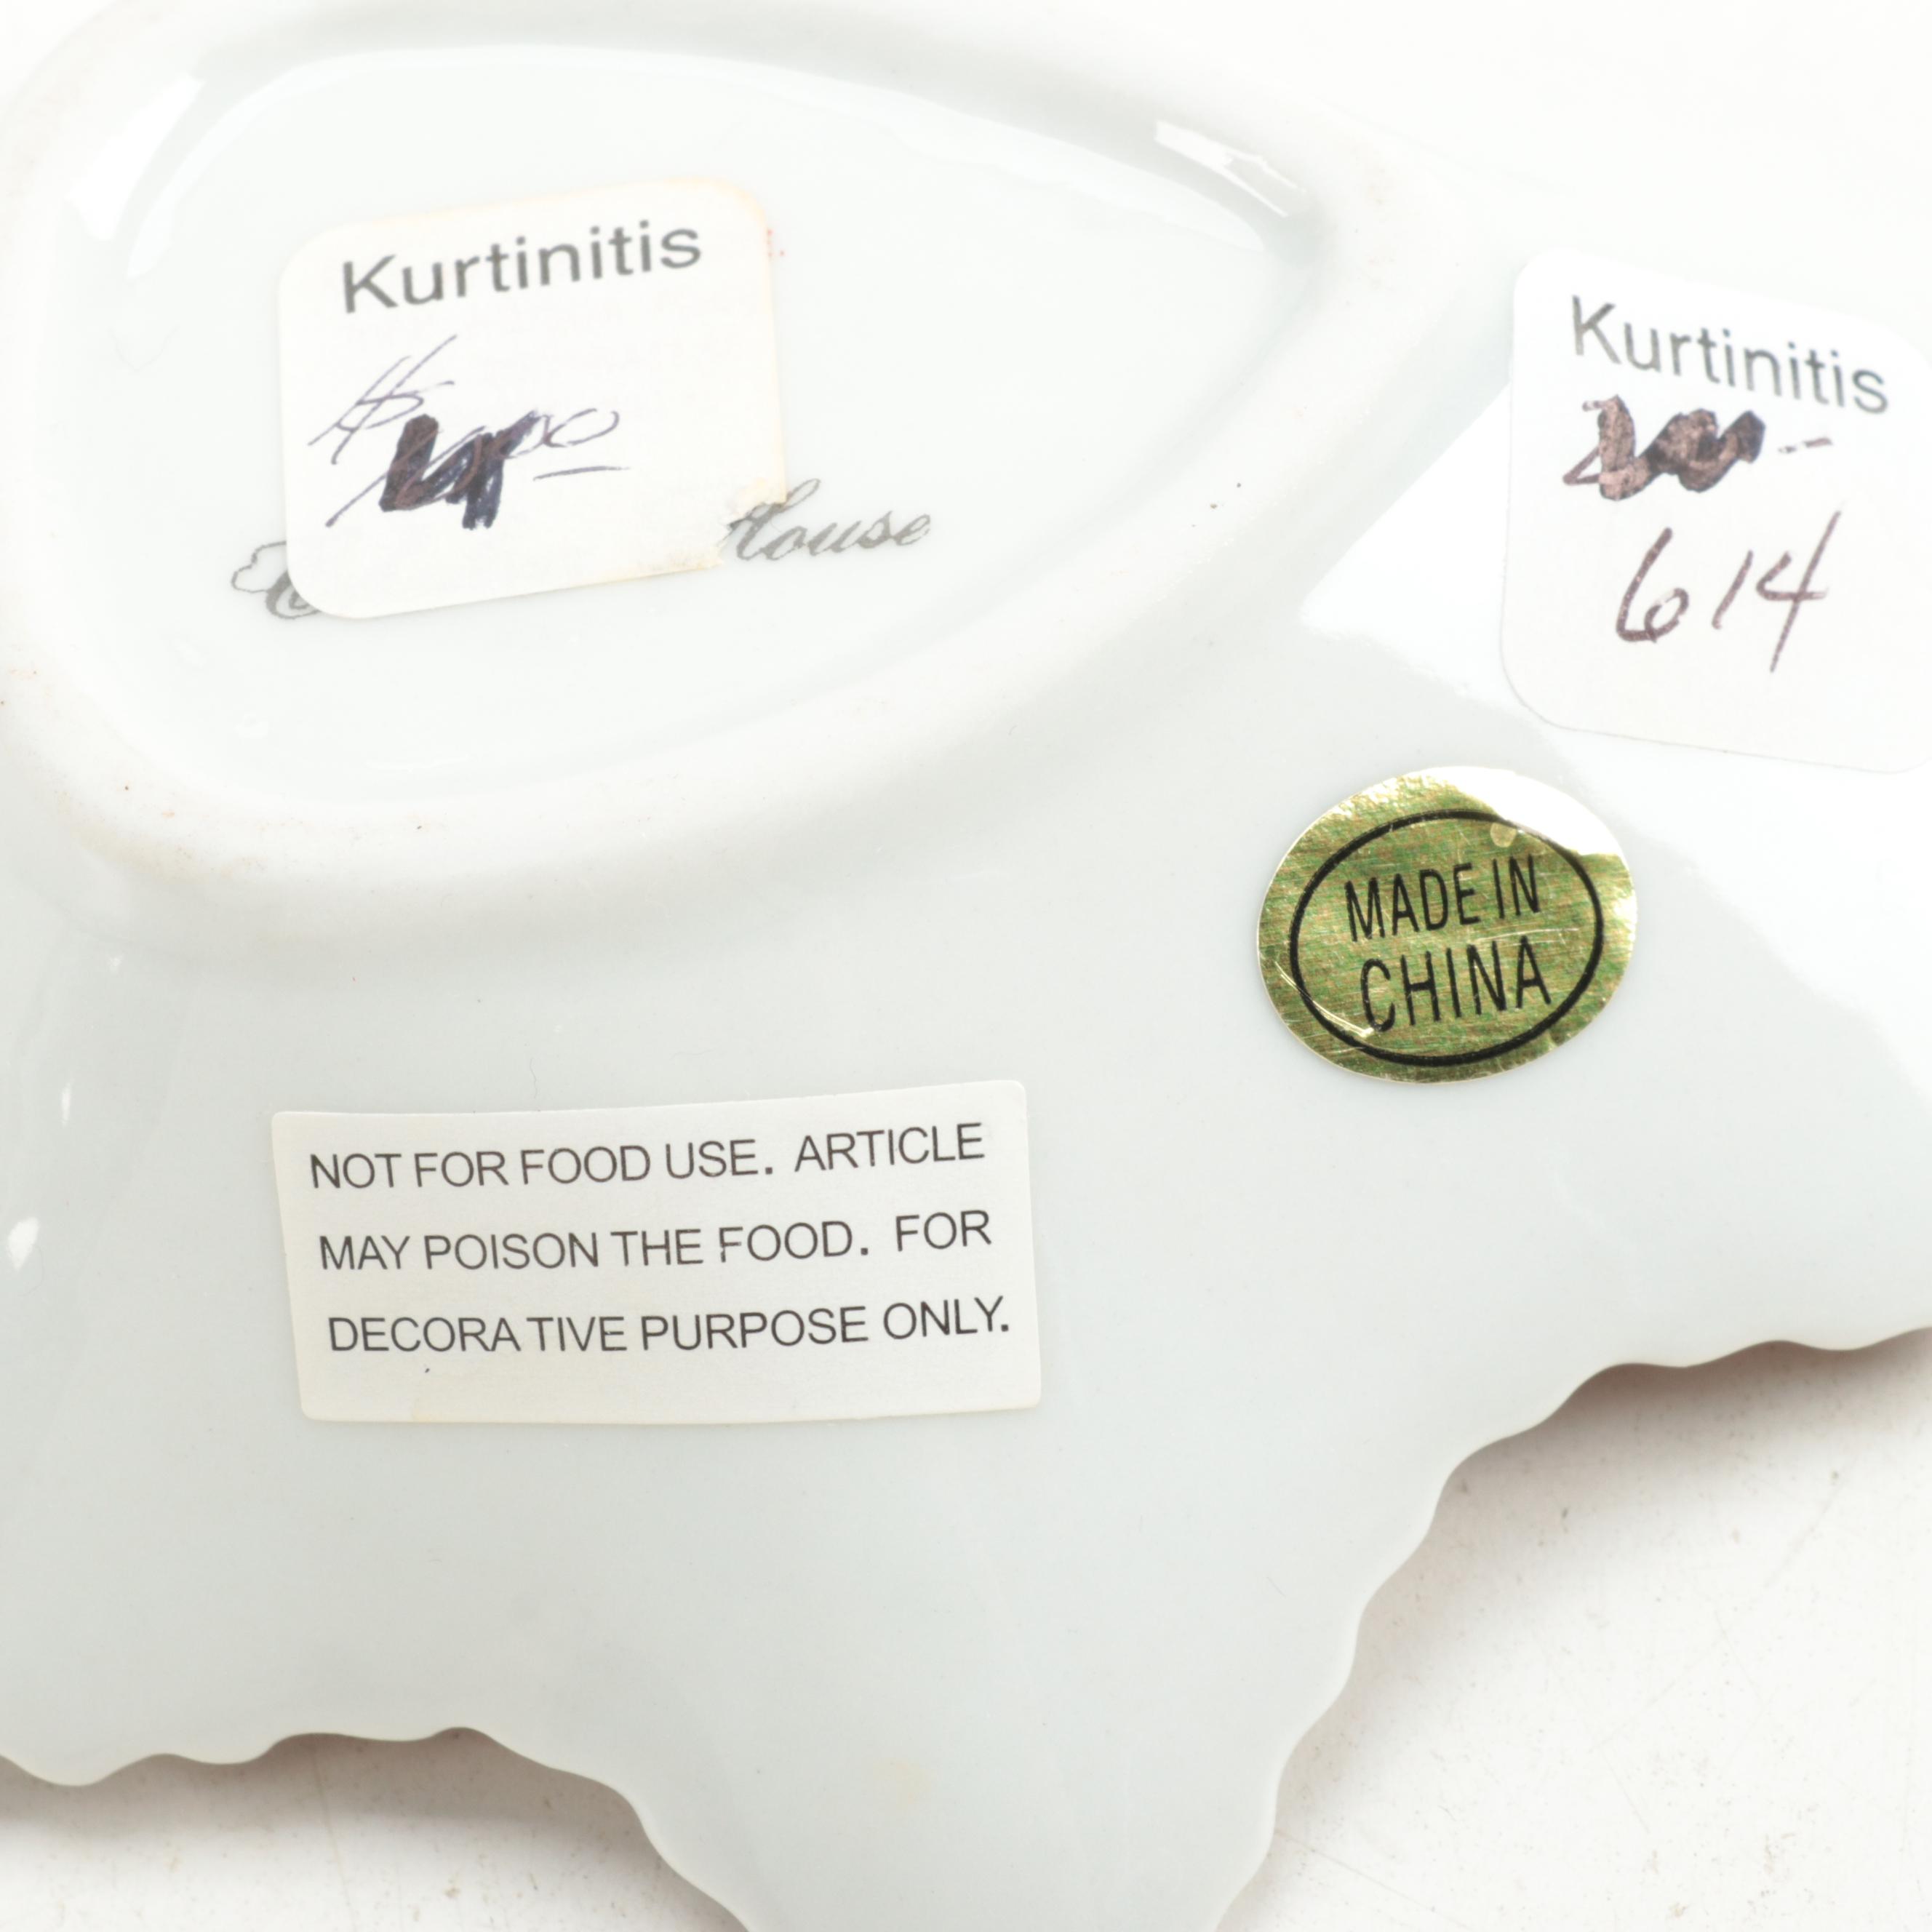 Kurtinitis
House
Kurtinitis
614
MADE IN
CHINA
NOT FOR FOOD USE. ARTICLE
MAY POISON THE FOOD. FOR
DECORATIVE PURPOSE ONLY.